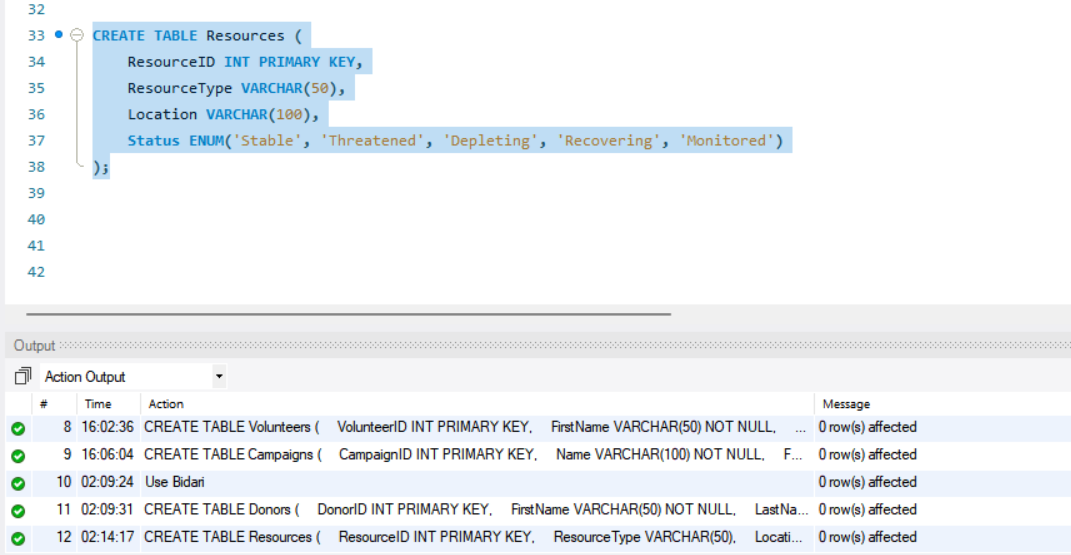 32
33 CREATE TABLE Resources (
34 ResourceID INT PRIMARY KEY,
35 ResourceType VARCHAR(50),
36 Location VARCHAR(100),
37 Status ENUM('Stable', 'Threatened', 'Depleting', 'Recovering', 'Monitored')
38 );
39
40
41
42
Output
Action Output
# Time Action Message
8 16:02:36 CREATE TABLE Volunteers ( VolunteerID INT PRIMARY KEY, FirstName VARCHAR(50) NOT NULL, ... 0 row(s) affected
9 16:06:04 CREATE TABLE Campaigns ( CampaignID INT PRIMARY KEY, Name VARCHAR(100) NOT NULL, F... 0 row(s) affected
10 02:09:24 Use Bidari 0 row(s) affected
11 02:09:31 CREATE TABLE Donors ( DonorID INT PRIMARY KEY, FirstName VARCHAR(50) NOT NULL, LastNa... 0 row(s) affected
12 02:14:17 CREATE TABLE Resources ( ResourceID INT PRIMARY KEY, ResourceType VARCHAR(50), Locati... 0 row(s) affected